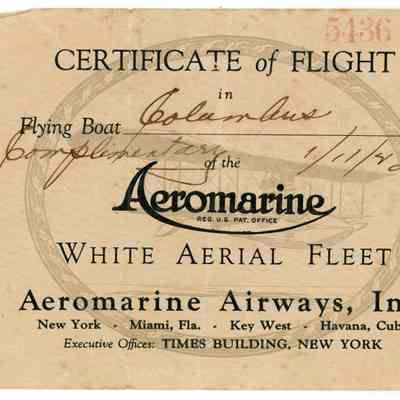 5436
CERTIFICATE of FLIGHT
in
Flying Boat Columbus
Complimentary of the
Aeromarine
REG. U.S. PAT. OFFICE
WHITE AERIAL FLEET
Aeromarine Airways, In
New York - Miami, Fla. - Key West - Havana, Cub
Executive Offices: TIMES BUILDING, NEW YORK